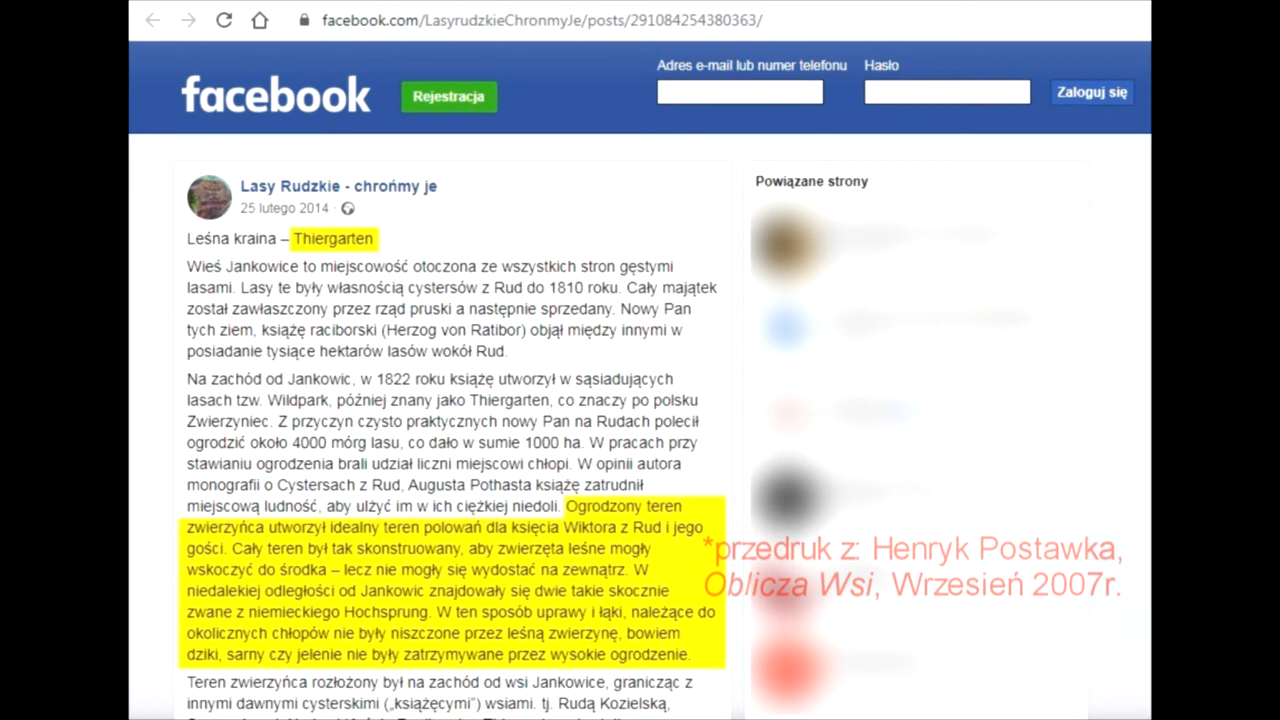 facebook.com/LasyrudzkieChronmyJe/posts/291084254380363/
Adres e-mail lub numer telefonu Hasło
facebook
Rejestracja
Zaloguj się
Lasy Rudzkie - chrońmy je
25 lutego 2014 ·
Leśna kraina – Thiergarten
Wieś Jankowice to miejscowość otoczona ze wszystkich stron gęstymi
lasami. Lasy te były własnością cystersów z Rud do 1810 roku. Cały majątek
został zawłaszczony przez rząd pruski a następnie sprzedany. Nowy Pan
tych ziem, książę raciborski (Herzog von Ratibor) objął między innymi w
posiadanie tysiące hektarów lasów wokół Rud.
Na zachód od Jankowic, w 1822 roku książę utworzył w sąsiadujących
lasach tzw. Wildpark, później znany jako Thiergarten, co znaczy po polsku
Zwierzyniec. Z przyczyn czysto praktycznych nowy Pan na Rudach polecił
ogrodzić około 4000 mórg lasu, co dało w sumie 1000 ha. W pracach przy
stawianiu ogrodzenia brali udział liczni miejscowi chłopi. W opinii autora
monografii o Cystersach z Rud, Augusta Pothasta książę zatrudnił
miejscową ludność, aby ulżyć im w ich ciężkiej niedoli. Ogrodzony teren
zwierzyńca utworzył idealny teren polowań dla księcia Wiktora z Rud i jego
gości. Cały teren był tak skonstruowany, aby zwierzęta leśne mogły
wskoczyć do środka – lecz nie mogły się wydostać na zewnątrz. W
niedalekiej odległości od Jankowic znajdowały się dwie takie skocznie
zwane z niemieckiego Hochsprung. W ten sposób uprawy i łąki, należące do
okolicznych chłopów nie były niszczone przez leśną zwierzynę, bowiem
dziki, sarny czy jelenie nie były zatrzymywane przez wysokie ogrodzenie.
Teren zwierzyńca rozłożony był na zachód od wsi Jankowice, granicząc z
innymi dawnymi cysterskimi („książęcymi") wsiami. tj. Rudą Kozielską,
Powiązane strony
*przedruk z: Henryk Postawka,
Oblicza Wsi, Wrzesień 2007r.